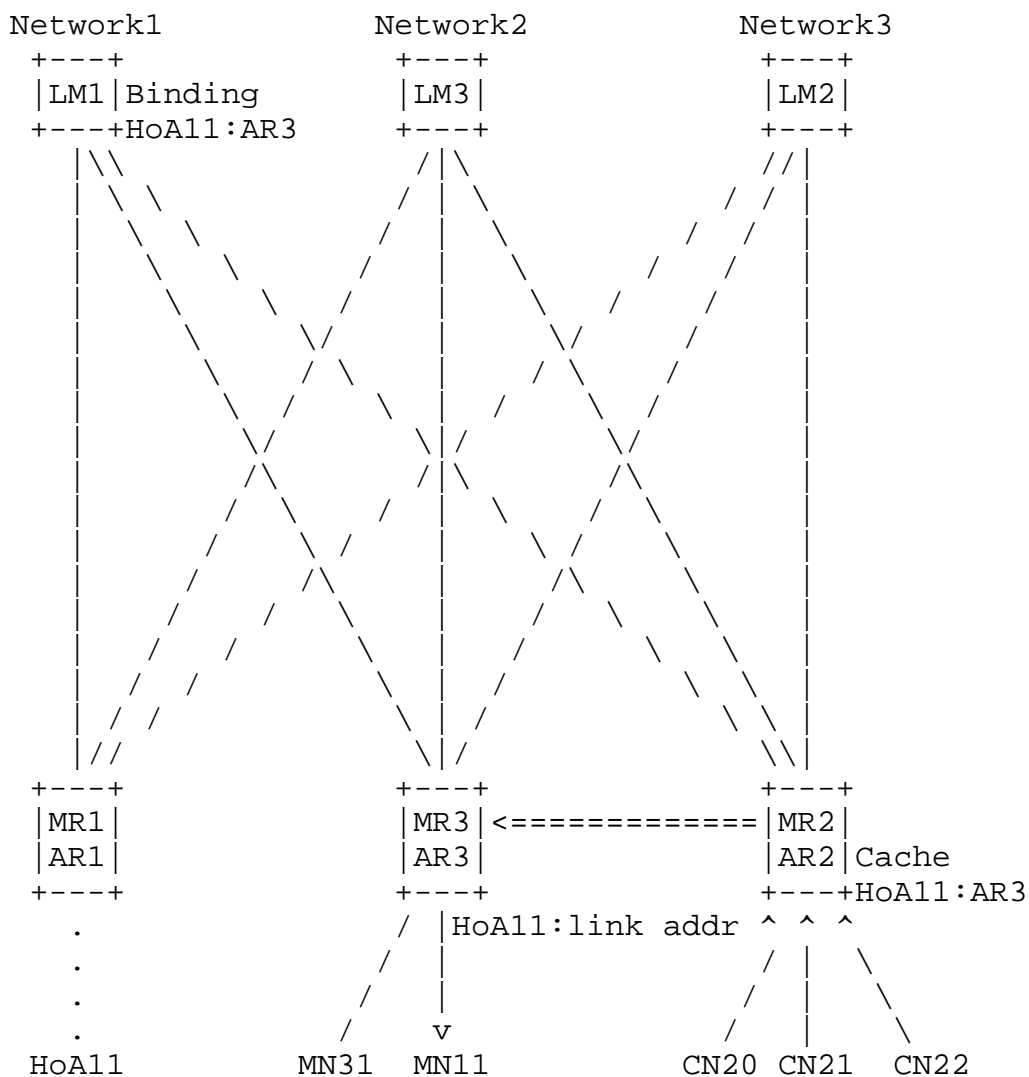 Network1 Network2 Network3
LM1 Binding LM3 LM2
HoA11:AR3
MR1 MR3 <============= MR2
AR1 AR3 AR2 Cache
HoA11:AR3
HoA11:link addr
HoA11 MN31 MN11 CN20 CN21 CN22